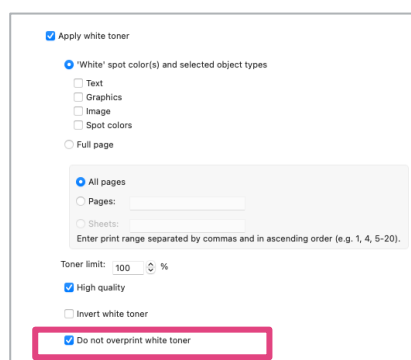 Apply white toner
'White' spot color(s) and selected object types
Text
Graphics
Image
Spot colors
Full page
All pages
Pages:
Sheets:
Enter print range separated by commas and in ascending order (e.g. 1, 4, 5-20).
Toner limit: 100 %
High quality
Invert white toner
Do not overprint white toner